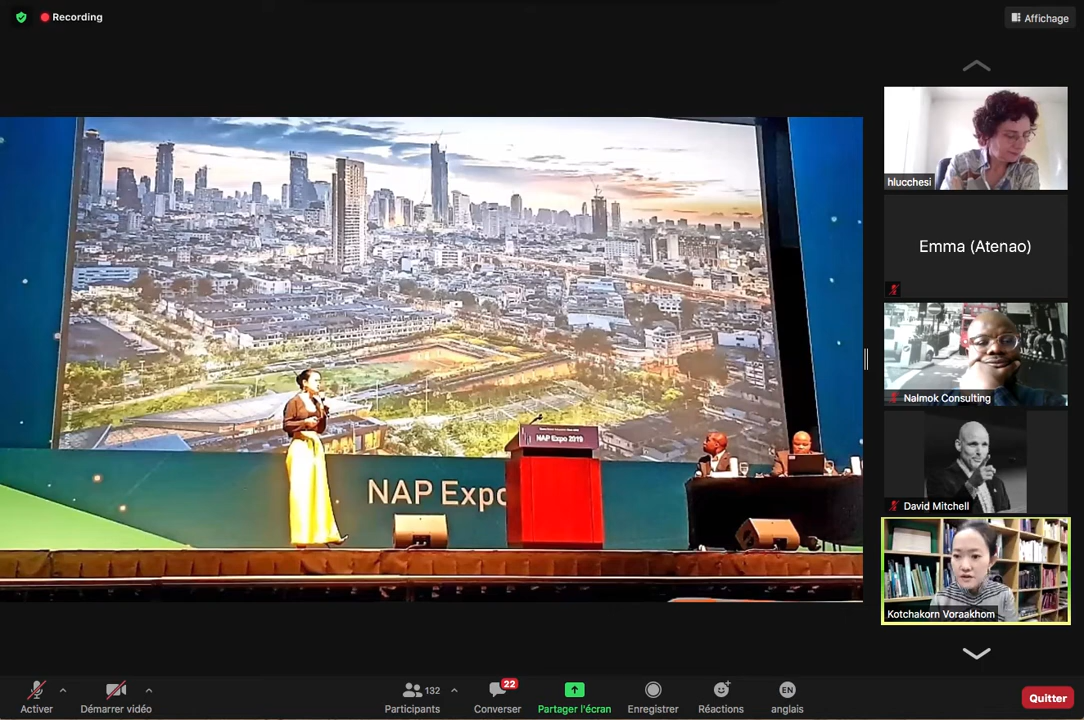 Recording
Affichage
hlucchesi
Emma (Atenao)
Nalmok Consulting
David Mitchell
Kotchakorn Voraakhom
NAP Expo 2019
NAP Expo
Activer
Démarrer vidéo
132
Participants
22
Converser
Partager l'écran
Enregistrer
Réactions
EN
anglais
Quitter